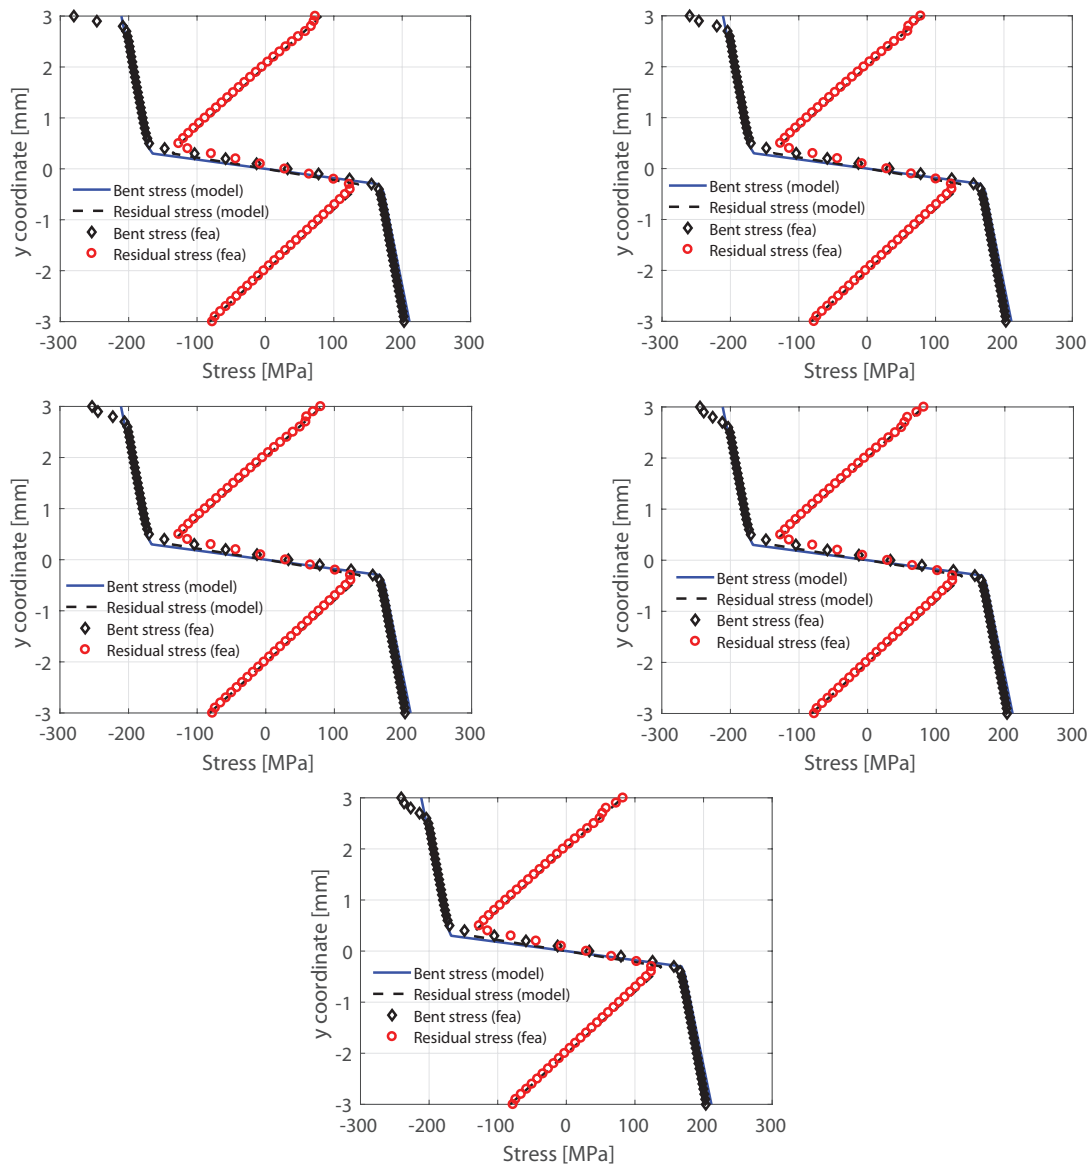 3
2
1
0
-1
-2
-3
y coordinate [mm]
Bent stress (model)
Residual stress (model)
Bent stress (fea)
Residual stress (fea)
-300 -200 -100 0 100 200 300
Stress [MPa]
3
2
1
0
-1
-2
-3
y coordinate [mm]
Bent stress (model)
Residual stress (model)
Bent stress (fea)
Residual stress (fea)
-300 -200 -100 0 100 200 300
Stress [MPa]
3
2
1
0
-1
-2
-3
y coordinate [mm]
Bent stress (model)
Residual stress (model)
Bent stress (fea)
Residual stress (fea)
-300 -200 -100 0 100 200 300
Stress [MPa]
3
2
1
0
-1
-2
-3
y coordinate [mm]
Bent stress (model)
Residual stress (model)
Bent stress (fea)
Residual stress (fea)
-300 -200 -100 0 100 200 300
Stress [MPa]
3
2
1
0
-1
-2
-3
y coordinate [mm]
Bent stress (model)
Residual stress (model)
Bent stress (fea)
Residual stress (fea)
-300 -200 -100 0 100 200 300
Stress [MPa]